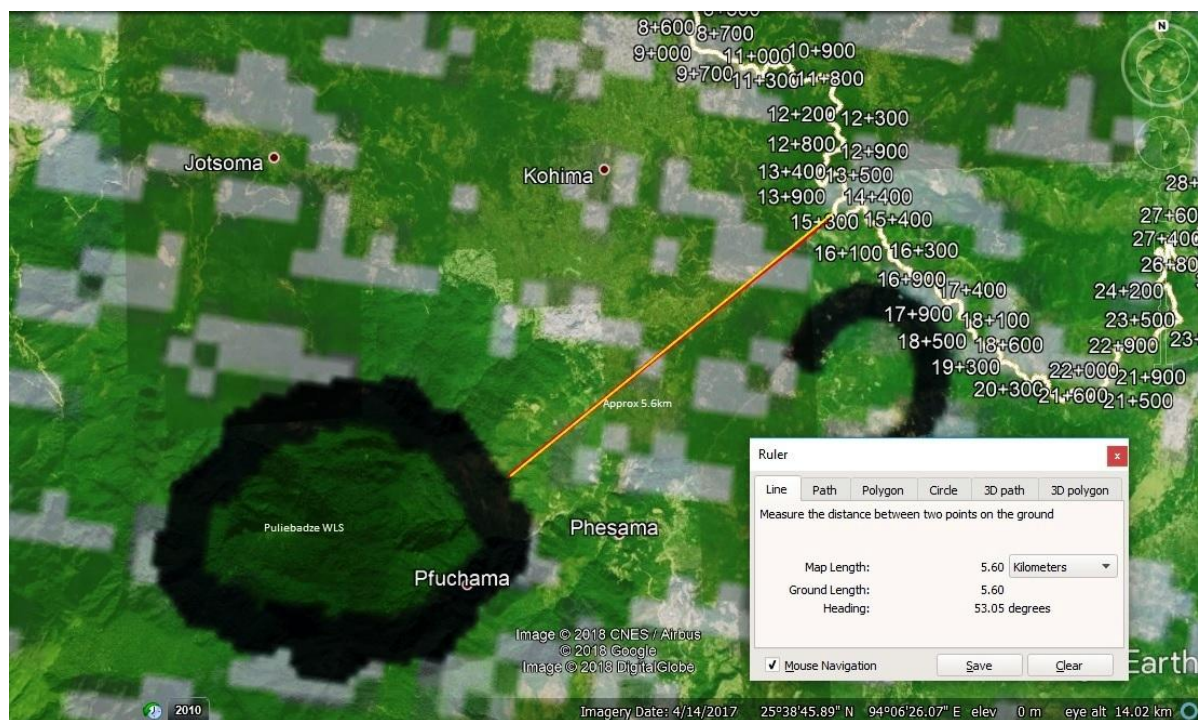 8+600
8+700
9+000
11+000
10+900
9+700
11+300
11+800
12+200
12+300
12+800
12+900
13+400
13+500
13+900
14+400
15+300
15+400
16+100
16+300
16+900
17+400
17+900
18+100
18+500
18+600
19+300
20+300
22+000
21+600
21+500
21+900
22+900
23+500
24+200
27+400
Jotsoma
Kohima
N
Approx 5.6km
Puliebadze WLS
Phesama
Pfuchama
Ruler
x
Line
Path
Polygon
Circle
3D path
3D polygon
Measure the distance between two points on the ground
Map Length: 5.60 Kilometers
Ground Length: 5.60
Heading: 53.05 degrees
Mouse Navigation
Save
Clear
Image © 2018 CNES / Airbus
© 2018 Google
Image © 2018 DigitalGlobe
Earth
2010
Imagery Date: 4/14/2017 25°38'45.89" N 94°06'26.07" E elev 0 m eye alt 14.02 km